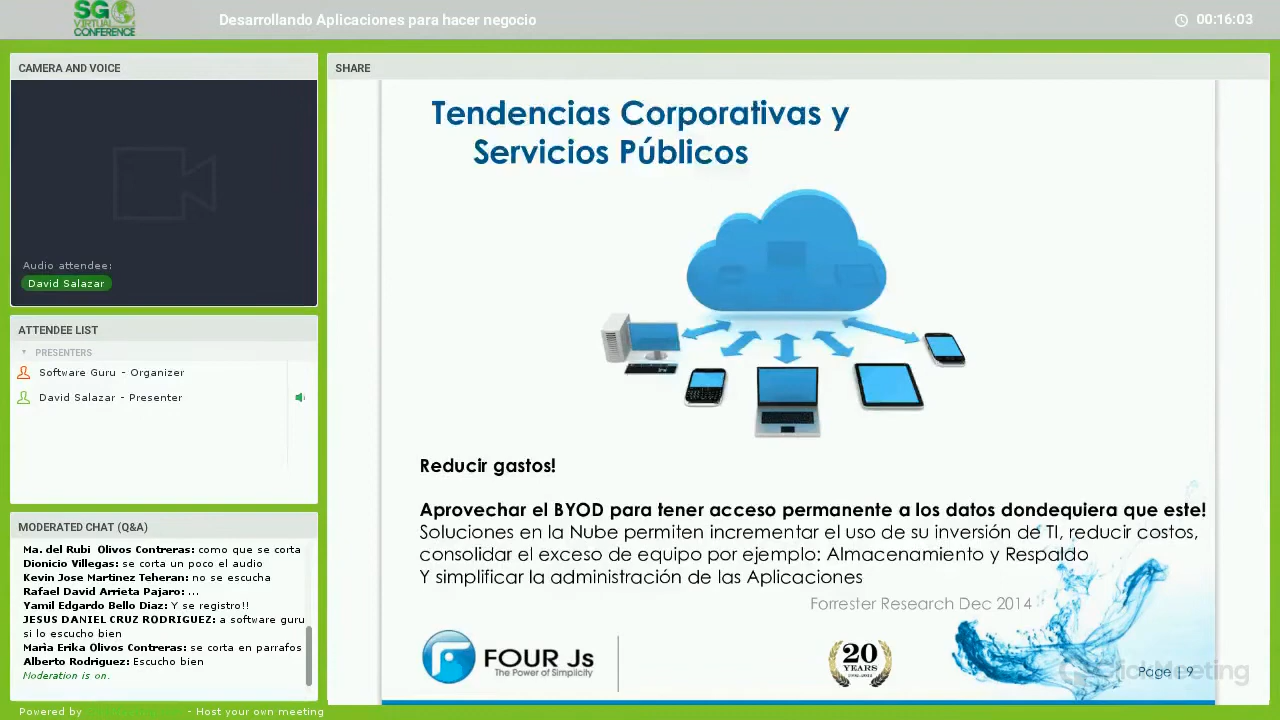 SG
VIRTUAL
CONFERENCE
Desarrollando Aplicaciones para hacer negocio
00:16:03
CAMERA AND VOICE
Audio attendee:
David Salazar
ATTENDEE LIST
PRESENTERS
Software Guru - Organizer
David Salazar - Presenter
MODERATED CHAT (Q&A)
Ma. del Rubi Olivos Contreras: como que se corta
Dionicio Villegas: se corta un poco el audio
Kevin Jose Martinez Teheran: no se escucha
Rafael David Arrieta Pajaro: ...
Yamil Edgardo Bello Diaz: Y se registro!!
JESUS DANIEL CRUZ RODRIGUEZ: a software guru
si lo escucho bien
Maria Erika Olivos Contreras: se corta en parrafos
Alberto Rodriguez: Escucho bien
Moderation is on.
Powered by
- Host your own meeting
SHARE
Tendencias Corporativas y
Servicios Públicos
Reducir gastos!
Aprovechar el BYOD para tener acceso permanente a los datos dondequiera que este!
Soluciones en la Nube permiten incrementar el uso de su inversión de TI, reducir costos,
consolidar el exceso de equipo por ejemplo: Almacenamiento y Respaldo
Y simplificar la administración de las Aplicaciones
Forrester Research Dec 2014
FOUR Js
The Power of Simplicity
20
YEARS
Page | 9
ClickMeeting